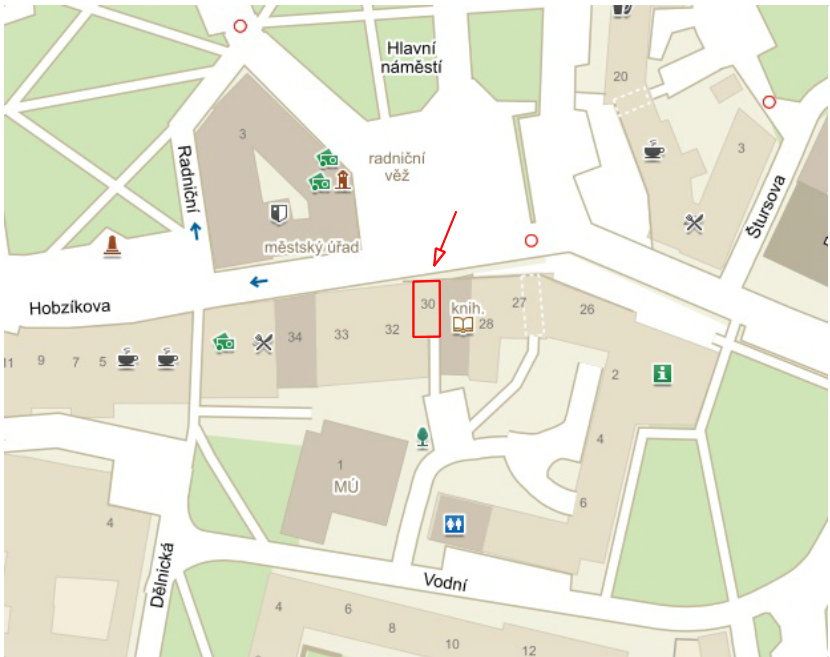 Hlavní
náměstí
20
3
3
radniční
věž
Radniční
městský úřad
Štursova
Hobzíkova
30
knih.
27
26
28
34
33
32
11
9
7
5
2
i
4
1
MÚ
6
4
Dělnická
Vodní
4
6
8
10
12